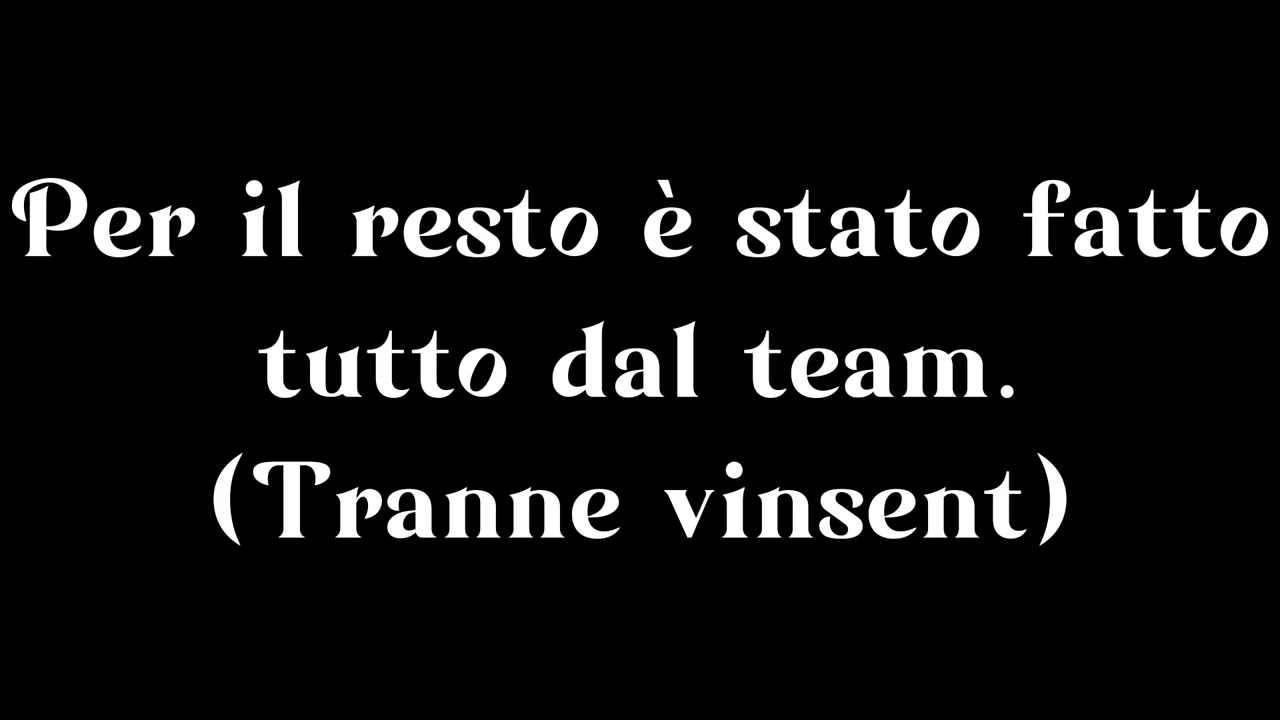 Per il resto è stato fatto
tutto dal team.
(Tranne vinsent)